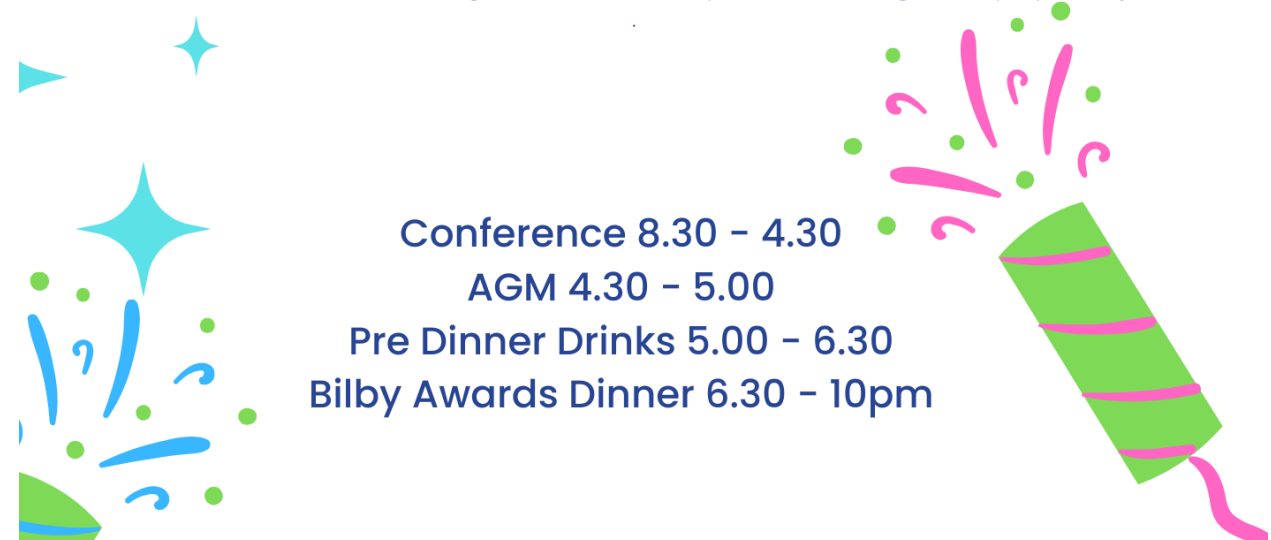 Conference 8.30 - 4.30
AGM 4.30 - 5.00
Pre Dinner Drinks 5.00 - 6.30
Bilby Awards Dinner 6.30 - 10pm